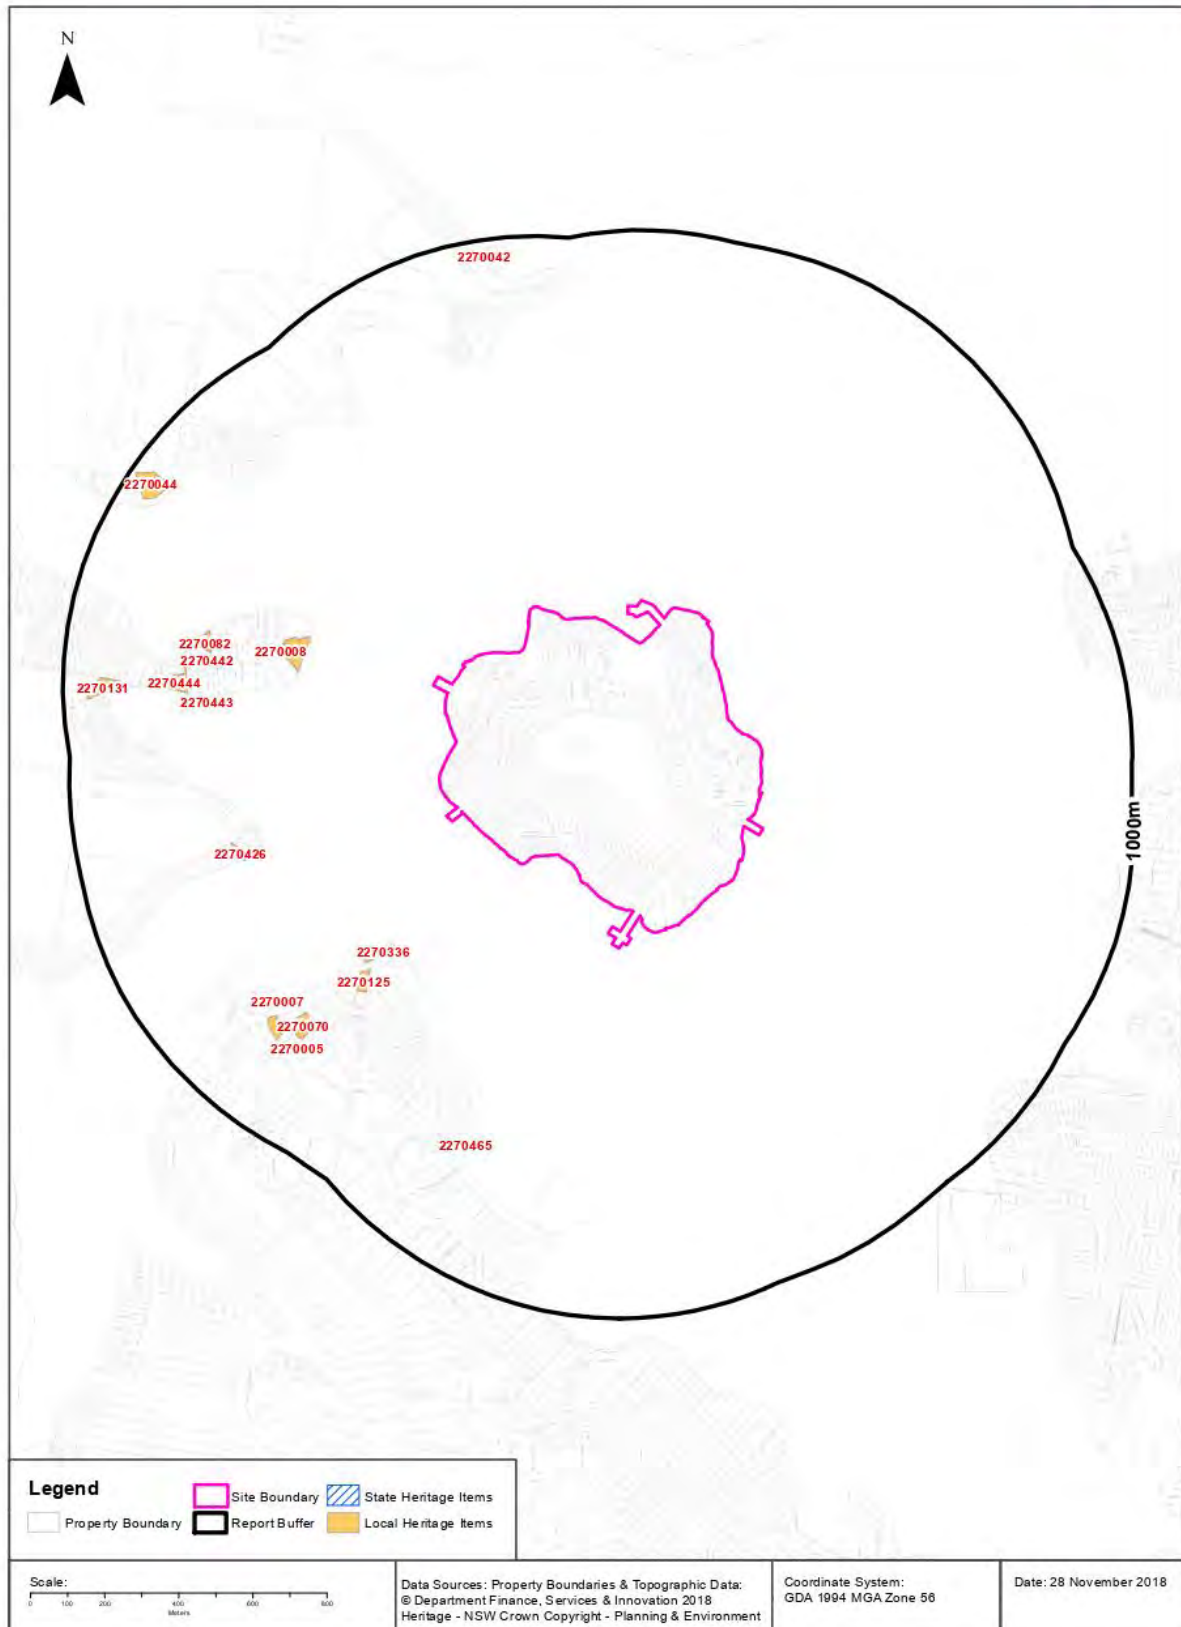 N
2270042
2270044
2270082
2270008
2270442
2270444
2270131
2270443
1000m
2270426
2270336
2270125
2270007
2270070
2270005
2270465
Legend
Site Boundary
State Heritage Items
Property Boundary
Report Buffer
Local Heritage Items
Scale:
0 100 200 400 600 800
Meters
Data Sources: Property Boundaries & Topographic Data:
© Department Finance, Services & Innovation 2018
Heritage - NSW Crown Copyright - Planning & Environment
Coordinate System:
GDA 1994 MGA Zone 56
Date: 28 November 2018